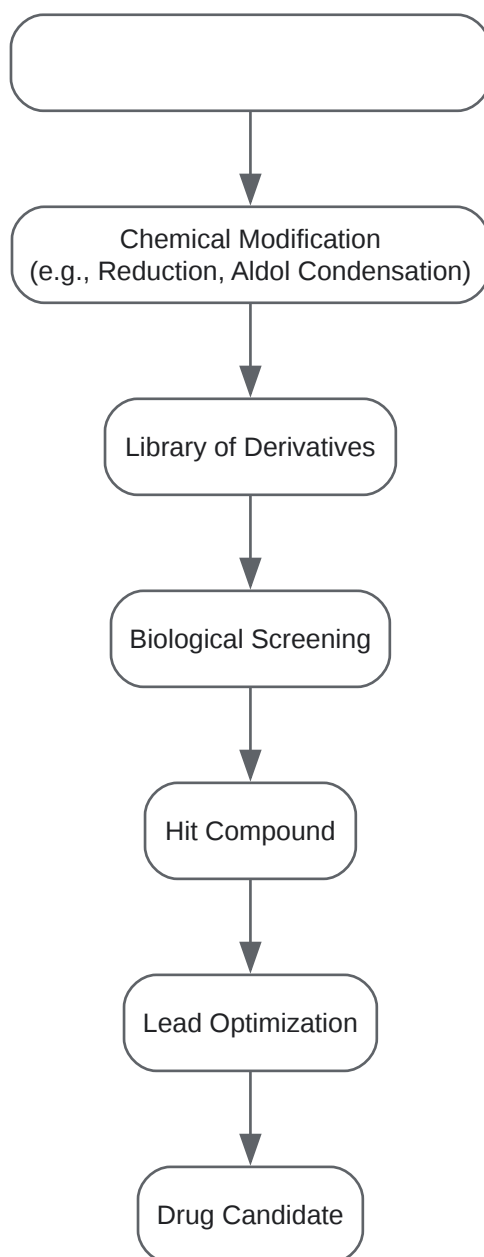 Chemical Modification
(e.g., Reduction, Aldol Condensation)
Library of Derivatives
Biological Screening
Hit Compound
Lead Optimization
Drug Candidate